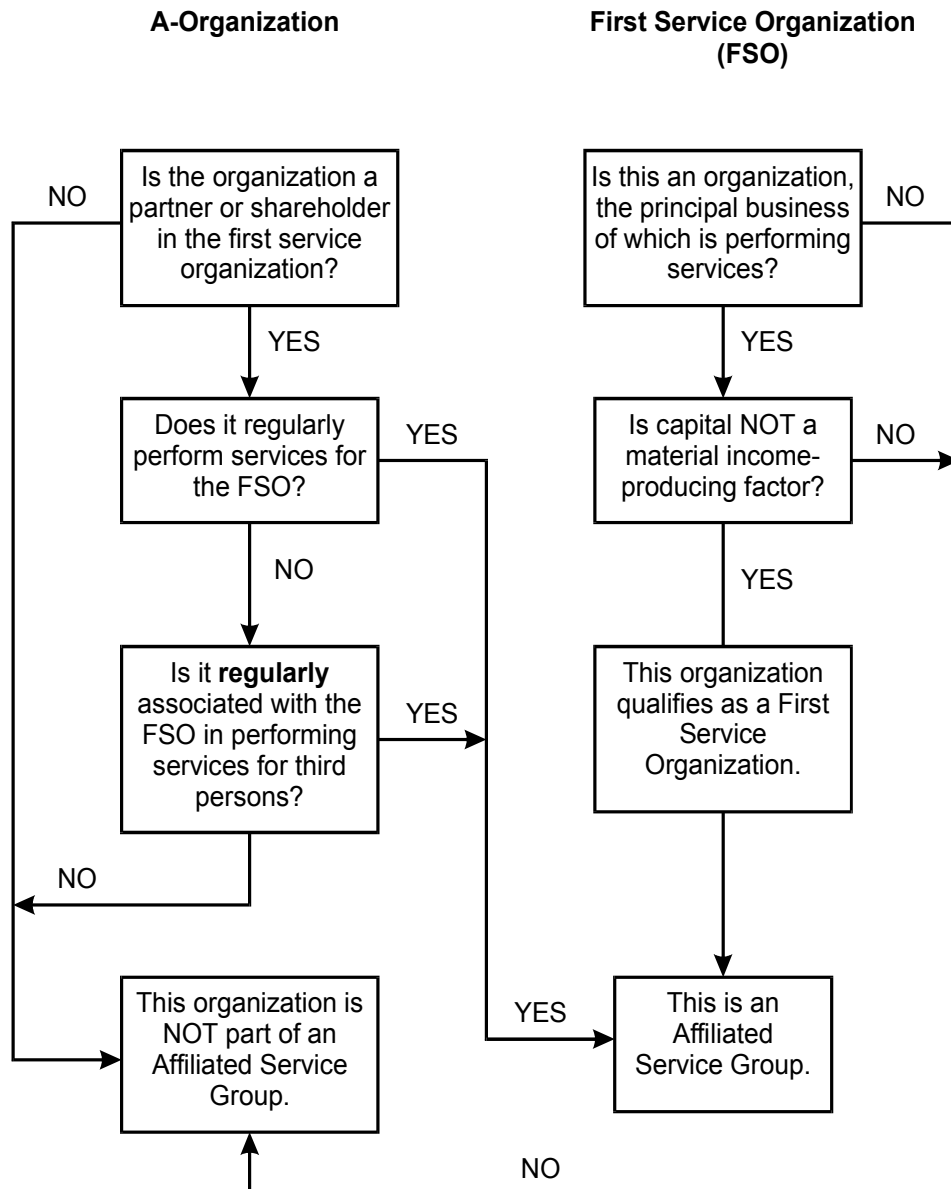 A-Organization
First Service Organization
(FSO)
NO
Is the organization a
partner or shareholder
in the first service
organization?
Is this an organization,
the principal business
of which is performing
services?
NO
YES
YES
Does it regularly
perform services for
the FSO?
YES
Is capital NOT a
material income-
producing factor?
NO
NO
YES
Is it regularly
associated with the
FSO in performing
services for third
persons?
YES
This organization
qualifies as a First
Service
Organization.
NO
This organization is
NOT part of an
Affiliated Service
Group.
YES
This is an
Affiliated
Service Group.
NO